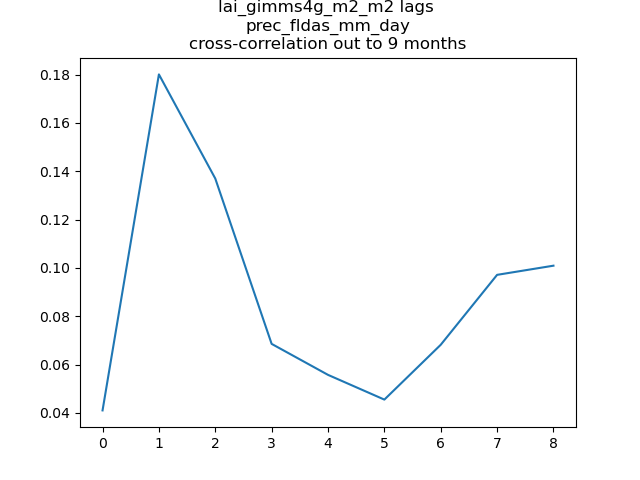 lai_gimms4g_m2_m2 lags
prec_fldas_mm_day
cross-correlation out to 9 months
0.18
0.16
0.14
0.12
0.10
0.08
0.06
0.04
0 1 2 3 4 5 6 7 8